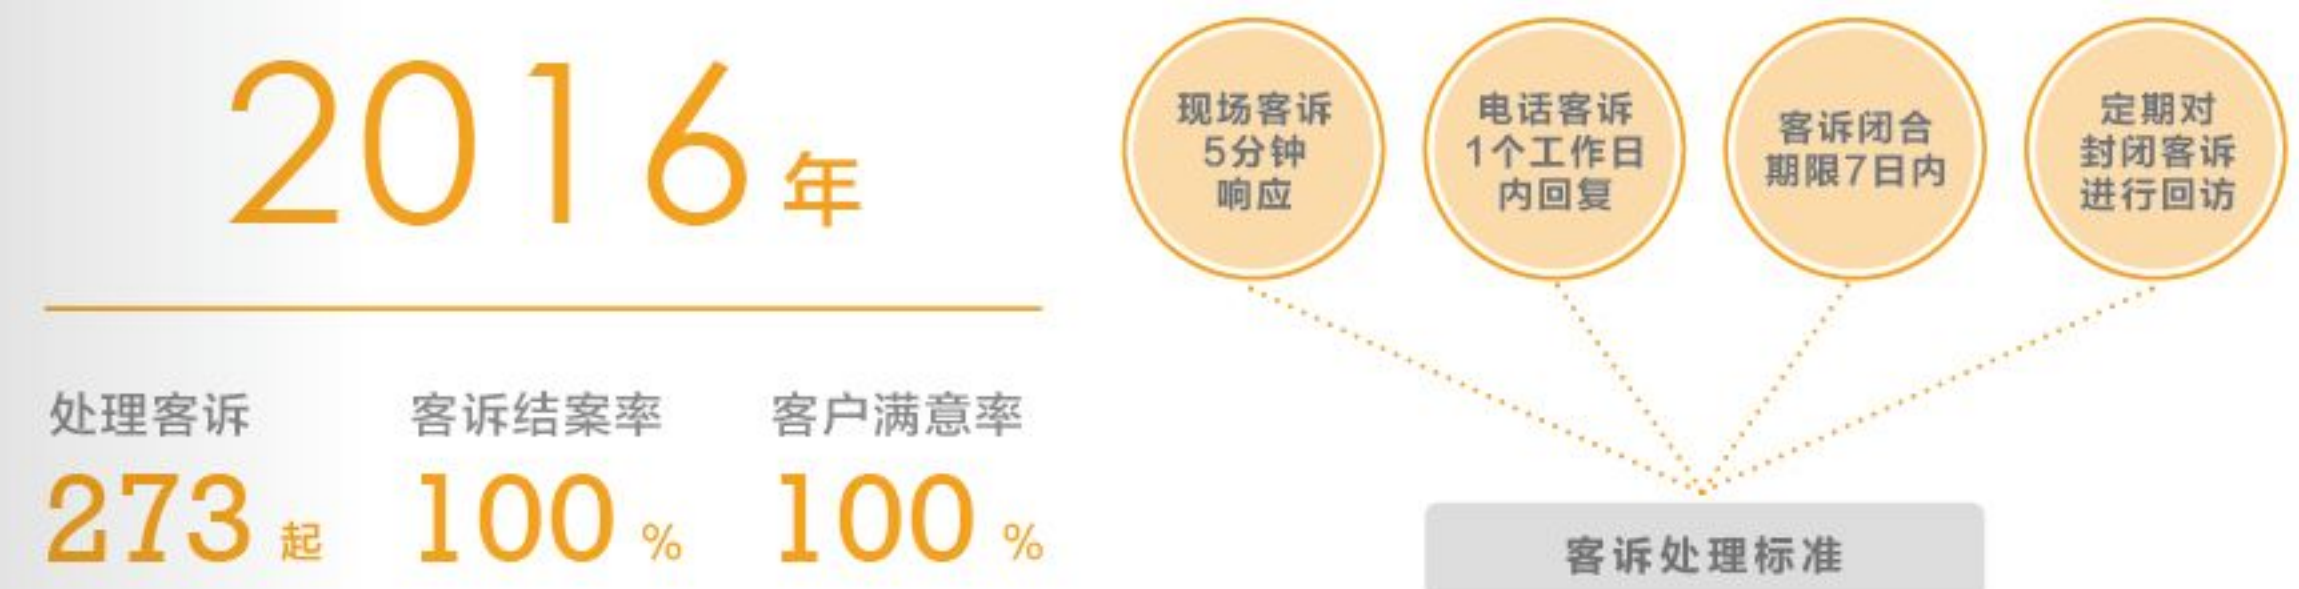 2016年
处理客诉
273起
客诉结案率
100%
客户满意率
100%
现场客诉
5分钟
响应
电话客诉
1个工作日
内回复
客诉闭合
期限7日内
定期对
封闭客诉
进行回访
客诉处理标准